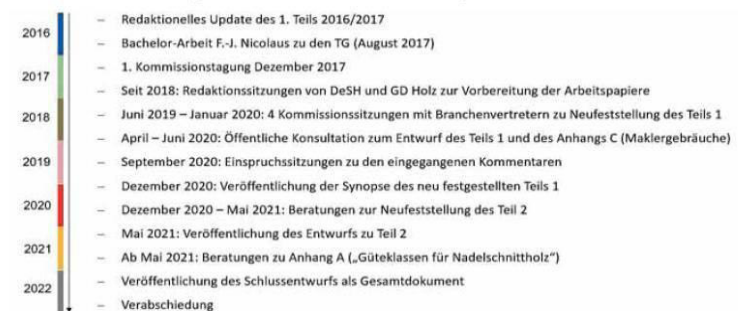 2016
2017
2018
2019
2020
2021
2022
– Redaktionelles Update des 1. Teils 2016/2017
– Bachelor-Arbeit F.-J. Nicolaus zu den TG (August 2017)
– 1. Kommissionstagung Dezember 2017
– Seit 2018: Redaktionssitzungen von DeSH und GD Holz zur Vorbereitung der Arbeitspapiere
– Juni 2019 – Januar 2020: 4 Kommissionssitzungen mit Branchenvertretern zu Neufeststellung des Teils 1
– April – Juni 2020: Öffentliche Konsultation zum Entwurf des Teils 1 und des Anhangs C (Maklergebräuche)
– September 2020: Einspruchssitzungen zu den eingegangenen Kommentaren
– Dezember 2020: Veröffentlichung der Synopse des neu festgestellten Teils 1
– Dezember 2020 – Mai 2021: Beratungen zur Neufeststellung des Teil 2
– Mai 2021: Veröffentlichung des Entwurfs zu Teil 2
– Ab Mai 2021: Beratungen zu Anhang A („Güteklassen für Nadelschnittholz“)
– Veröffentlichung des Schlussentwurfs als Gesamtdokument
– Verabschiedung